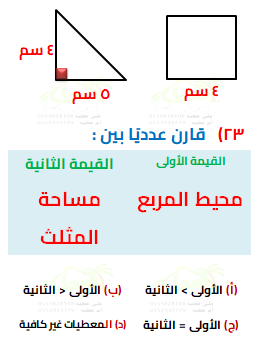 ٤ سم
٥ سم
٤ سم
٢٣) قارن عدديًا بين :
القيمة الأولى
القيمة الثانية
محيط المربع
مساحة
المثلث
(أ) الأولى > الثانية
(ب) الأولى < الثانية
(ج) الأولى = الثانية
(د) المعطيات غير كافية